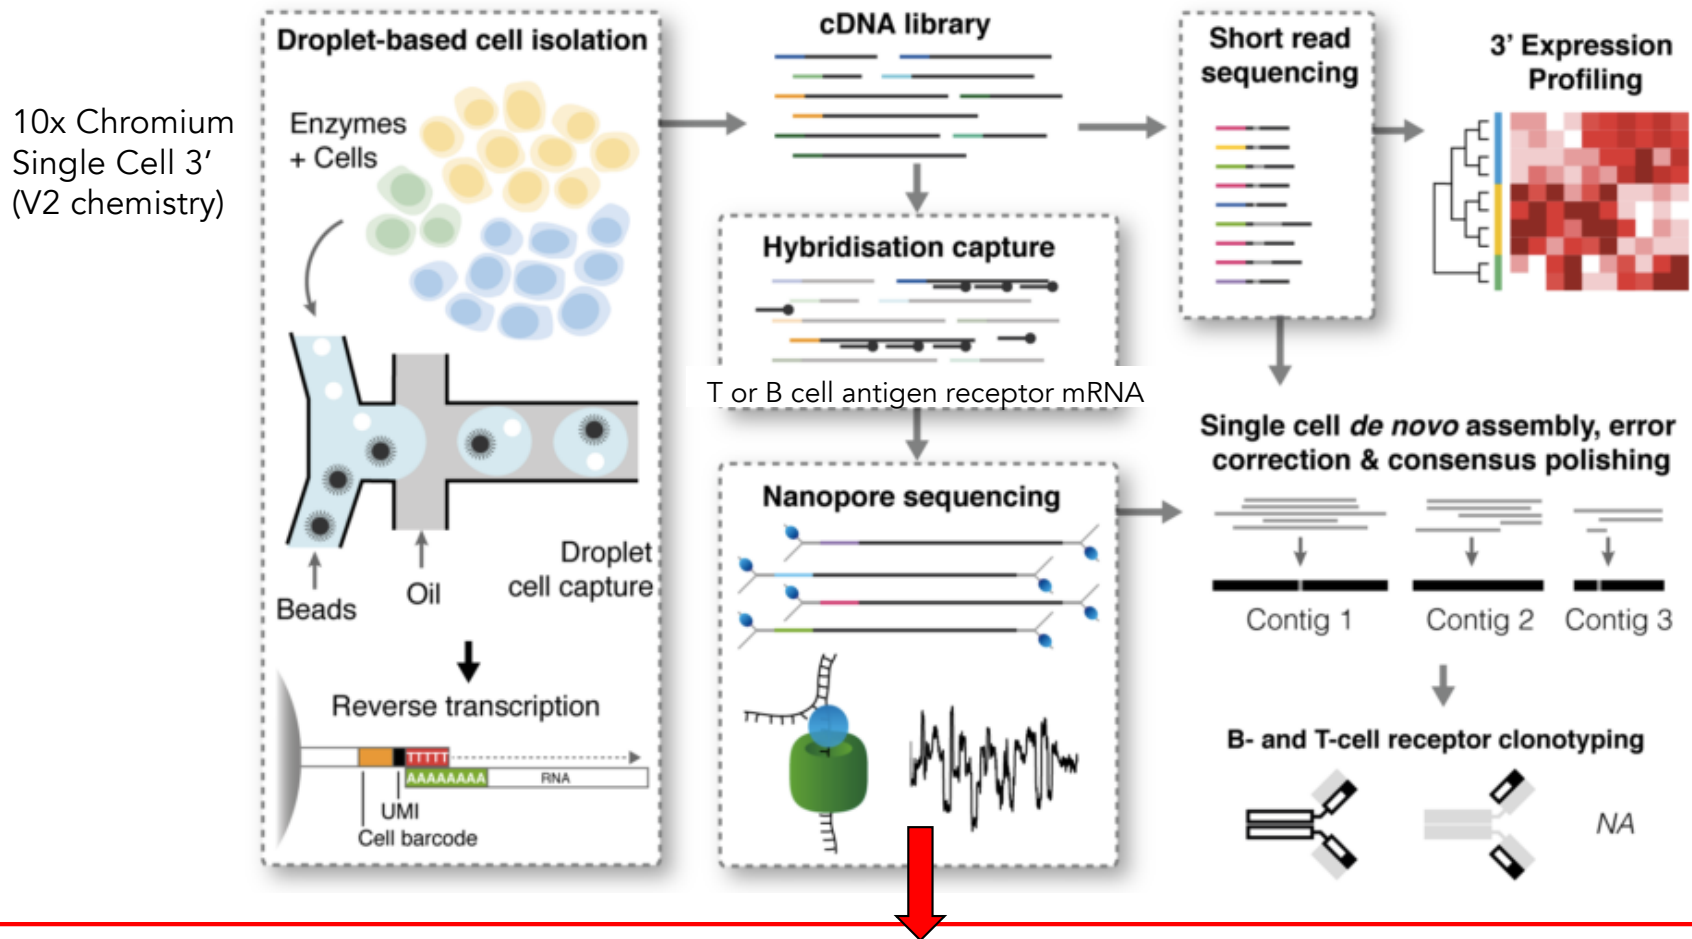 10x Chromium
Single Cell 3′
(V2 chemistry)
Droplet-based cell isolation
Enzymes
+ Cells
Beads
Oil
Droplet
cell capture
Reverse transcription
TTTTT
AAAAAAAA
RNA
UMI
Cell barcode
cDNA library
Hybridisation capture
T or B cell antigen receptor mRNA
Nanopore sequencing
T
Short read
sequencing
3' Expression
Profiling
Single cell de novo assembly, error
correction & consensus polishing
Contig 1
Contig 2
Contig 3
B- and T-cell receptor clonotyping
NA